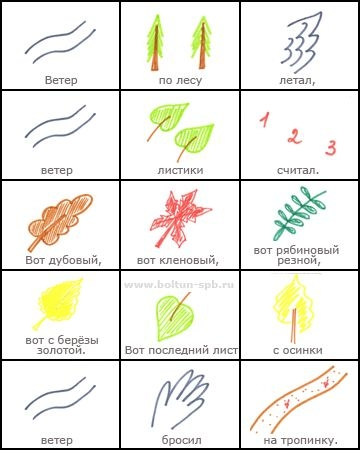 Ветер
по лесу
летал,
ветер
листики
1 2 3
считал.
Вот дубовый,
вот кленовый,
вот рябиновый
резной,
www.boltun-spb.ru
вот с берёзы
золотой.
Вот последний лист
с осинки
ветер
бросил
на тропинку.